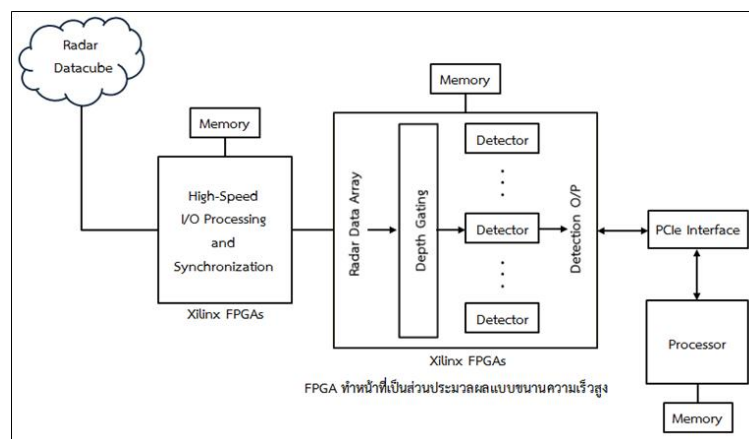 Radar
Datacube
Memory
High-Speed
I/O Processing
and
Synchronization
Xilinx FPGAs
Memory
Radar Data Array
Depth Gating
Detector
Detector
Detector
Detection O/P
Xilinx FPGAs
FPGA ทำหน้าที่เป็นส่วนประมวลผลแบบขนานความเร็วสูง
PCIe Interface
Processor
Memory